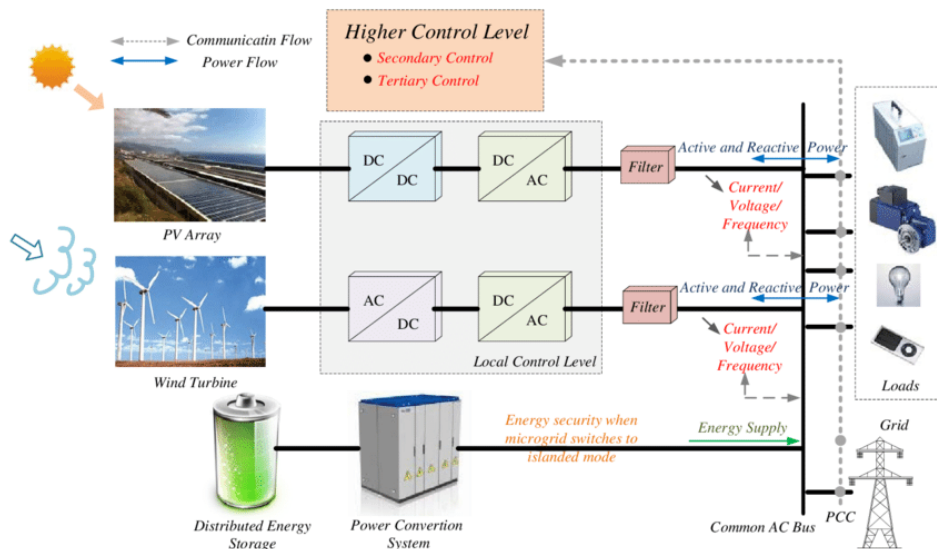 Communicatin Flow
Power Flow
Higher Control Level
Secondary Control
Tertiary Control
DC
DC
DC
AC
Filter
Active and Reactive Power
Current/
Voltage/
Frequency
PV Array
AC
DC
DC
AC
Filter
Active and Reactive Power
Current/
Voltage/
Frequency
Local Control Level
Wind Turbine
Loads
Energy security when
microgrid switches to
islanded mode
Energy Supply
Grid
Distributed Energy
Storage
Power Convertion
System
Common AC Bus
PCC